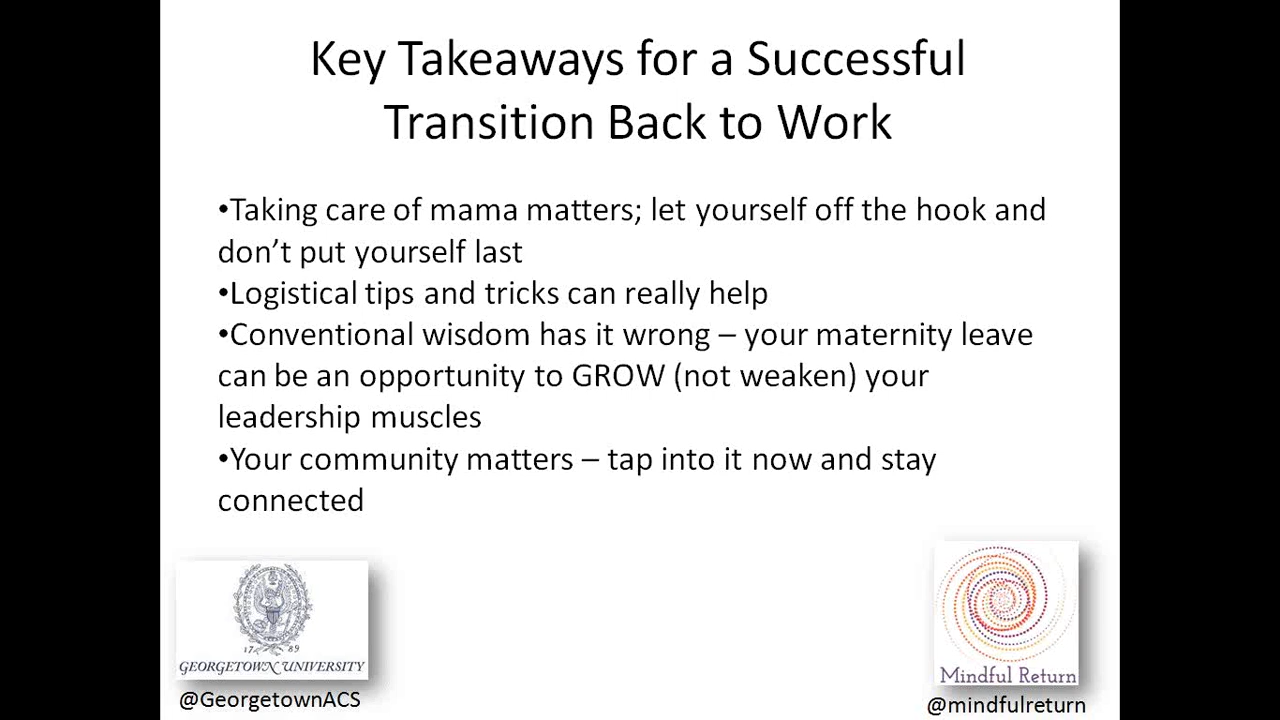 Key Takeaways for a Successful
Transition Back to Work
•Taking care of mama matters; let yourself off the hook and
don’t put yourself last
•Logistical tips and tricks can really help
•Conventional wisdom has it wrong – your maternity leave
can be an opportunity to GROW (not weaken) your
leadership muscles
•Your community matters – tap into it now and stay
connected
17 89
GEORGETOWN UNIVERSITY
@GeorgetownACS
Mindful Return
@mindfulreturn